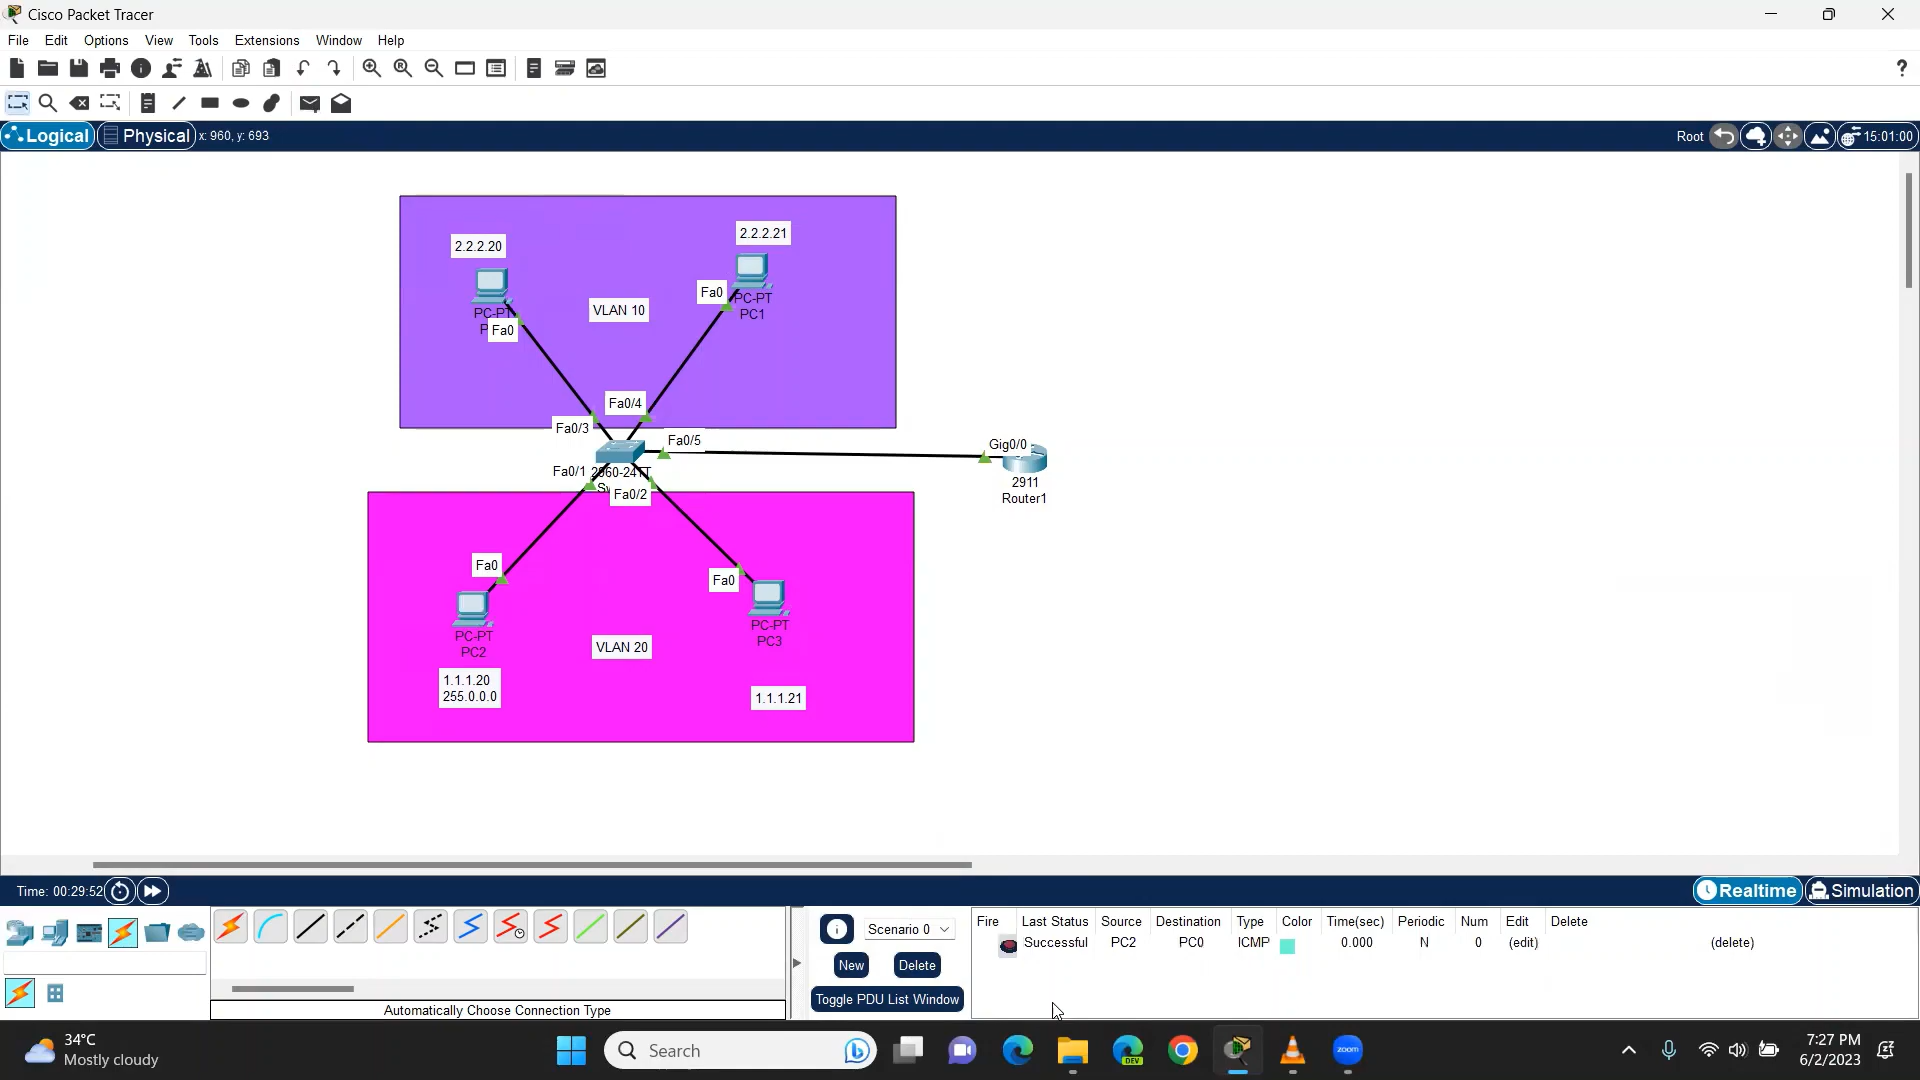 Cisco Packet Tracer
File Edit Options View Tools Extensions Window Help
?
Logical Physical x: 960, y: 693 Root 15:01:00
2.2.2.20
2.2.2.21
PC-PT
Fa0
VLAN 10
Fa0
PC-PT
PC1
Fa0/3
Fa0/4
Fa0/5
Gig0/0
2911
Router1
Fa0/1
2960-24TT
Fa0/2
Fa0
PC-PT
PC2
1.1.1.20
255.0.0.0
VLAN 20
Fa0
PC-PT
PC3
1.1.1.21
Time: 00:29:52 Realtime Simulation
Automatically Choose Connection Type
Scenario 0
New Delete
Toggle PDU List Window
Fire Last Status Source Destination Type Color Time(sec) Periodic Num Edit Delete
Successful PC2 PC0 ICMP 0.000 N 0 (edit) (delete)
34°C
Mostly cloudy
Search
DEV
zoom
7:27 PM
6/2/2023